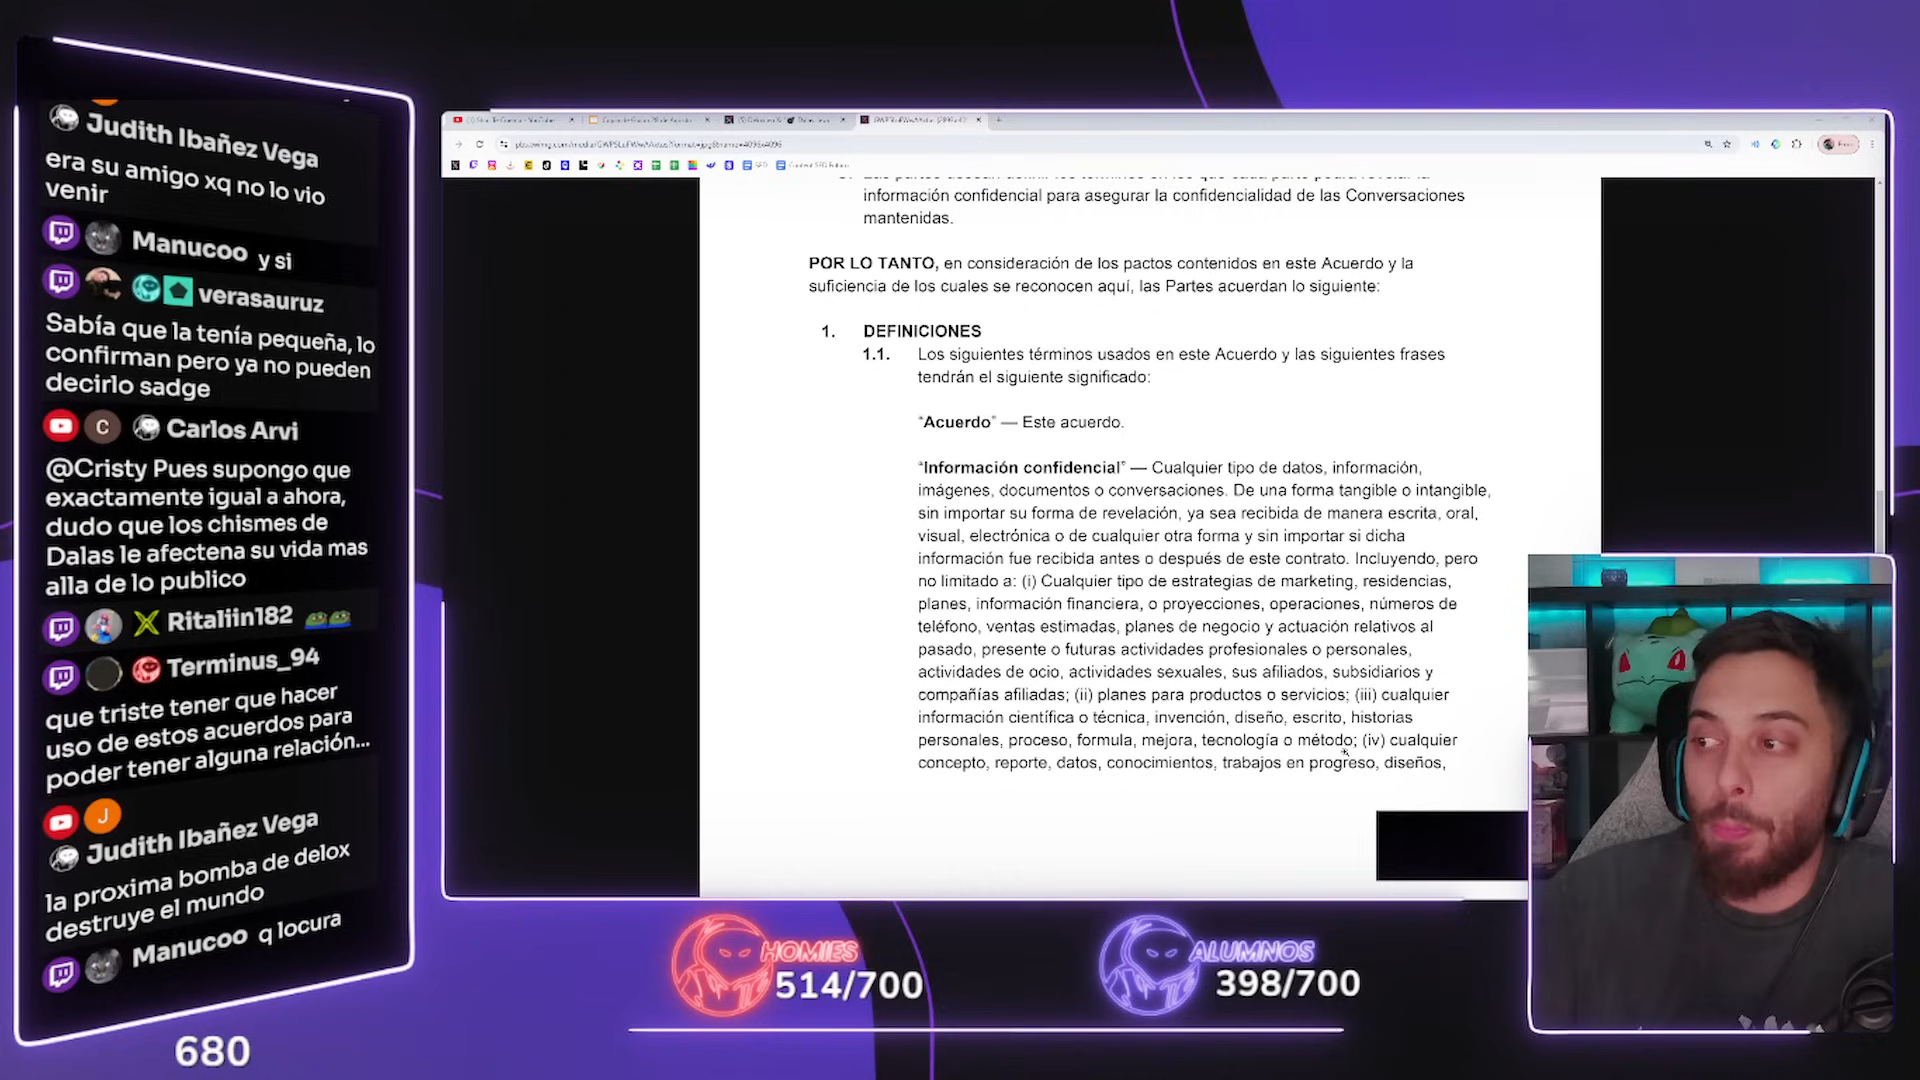 Judith Ibañez Vega
era su amigo xq no lo vio
venir
Manucoo y si
verasauruz
Sabía que la tenía pequeña, lo
confirman pero ya no pueden
decirlo sadge
C Carlos Arvi
@Cristy Pues supongo que
exactamente igual a ahora,
dudo que los chismes de
Dalas le afectena su vida mas
alla de lo publico
Ritaliin182
Terminus_94
que triste tener que hacer
uso de estos acuerdos para
poder tener alguna relación...
J
Judith Ibañez Vega
la proxima bomba de delox
destruye el mundo
Manucoo q locura
680
información confidencial para asegurar la confidencialidad de las Conversaciones
mantenidas.
POR LO TANTO, en consideración de los pactos contenidos en este Acuerdo y la
suficiencia de los cuales se reconocen aquí, las Partes acuerdan lo siguiente:
1. DEFINICIONES
1.1. Los siguientes términos usados en este Acuerdo y las siguientes frases
tendrán el siguiente significado:
“Acuerdo” — Este acuerdo.
“Información confidencial” — Cualquier tipo de datos, información,
imágenes, documentos o conversaciones. De una forma tangible o intangible,
sin importar su forma de revelación, ya sea recibida de manera escrita, oral,
visual, electrónica o de cualquier otra forma y sin importar si dicha
información fue recibida antes o después de este contrato. Incluyendo, pero
no limitado a: (i) Cualquier tipo de estrategias de marketing, residencias,
planes, información financiera, o proyecciones, operaciones, números de
teléfono, ventas estimadas, planes de negocio y actuación relativos al
pasado, presente o futuras actividades profesionales o personales,
actividades de ocio, actividades sexuales, sus afiliados, subsidiarios y
compañías afiliadas; (ii) planes para productos o servicios; (iii) cualquier
información científica o técnica, invención, diseño, escrito, historias
personales, proceso, formula, mejora, tecnología o método; (iv) cualquier
concepto, reporte, datos, conocimientos, trabajos en progreso, diseños,
HOMIES
514/700
ALUMNOS
398/700